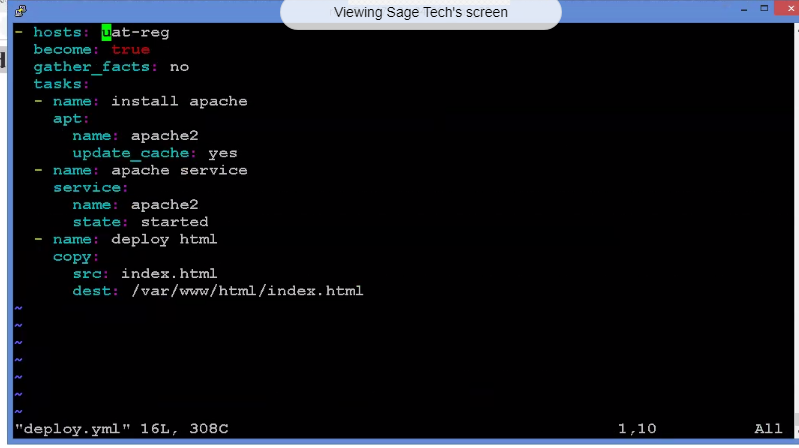 Viewing Sage Tech's screen
- hosts: uat-reg
  become: true
  gather_facts: no
  tasks:
  - name: install apache
    apt:
      name: apache2
      update_cache: yes
  - name: apache service
    service:
      name: apache2
      state: started
  - name: deploy html
    copy:
      src: index.html
      dest: /var/www/html/index.html
~
~
~
~
~
~
~
"deploy.yml" 16L, 308C 1,10 All